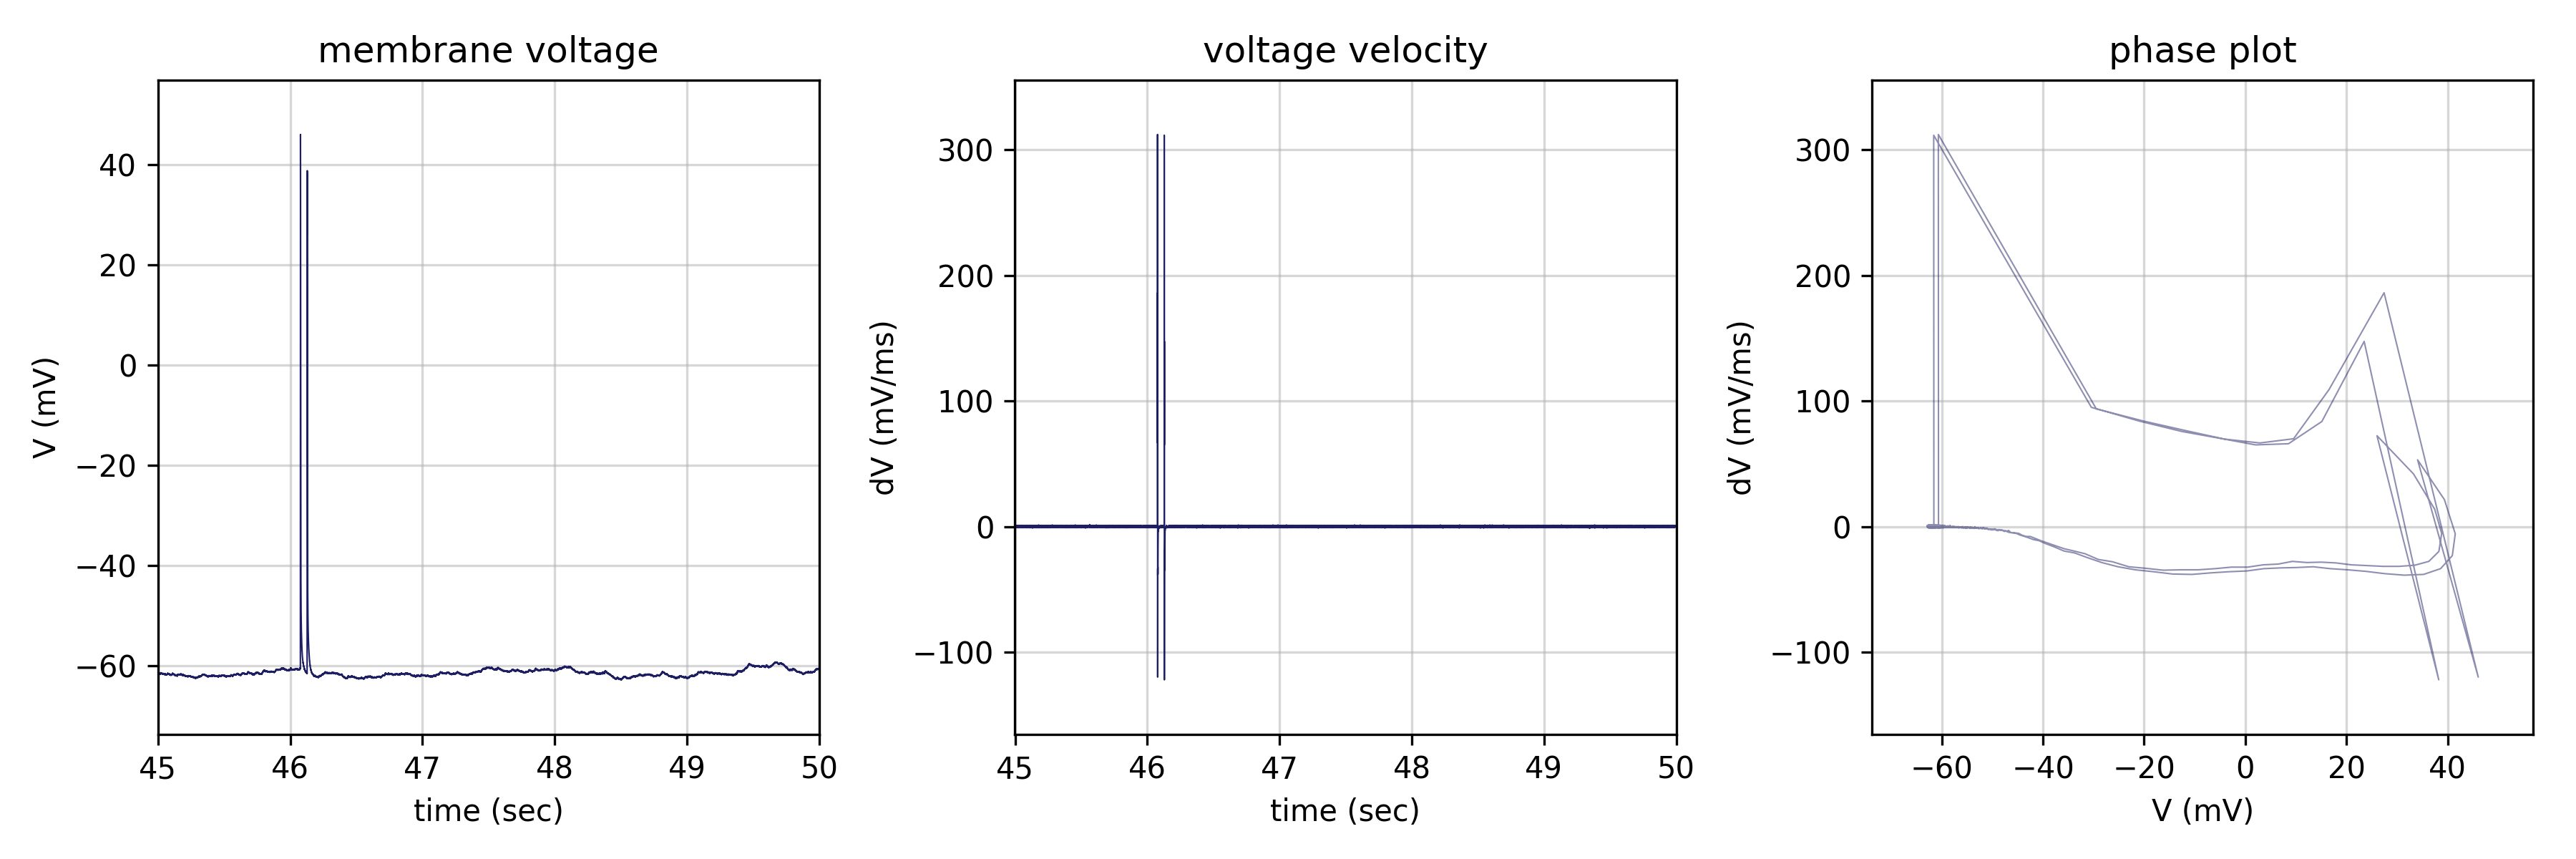 membrane voltage
V (mV)
40
20
0
−20
−40
−60
45 46 47 48 49 50
time (sec)
voltage velocity
dV (mV/ms)
300
200
100
0
−100
45 46 47 48 49 50
time (sec)
phase plot
dV (mV/ms)
300
200
100
0
−100
−60 −40 −20 0 20 40
V (mV)